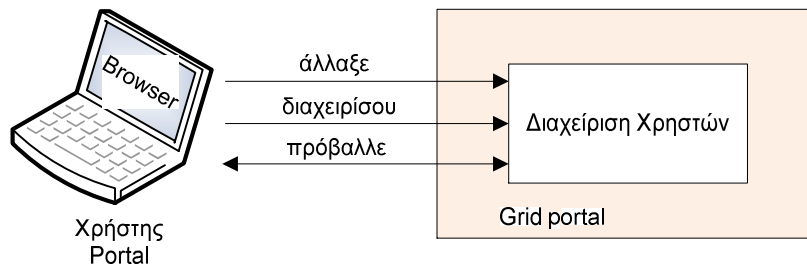 Browser
άλλαξε
διαχειρίσου
πρόβαλλε
Διαχείριση Χρηστών
Grid portal
Χρήστης
Portal